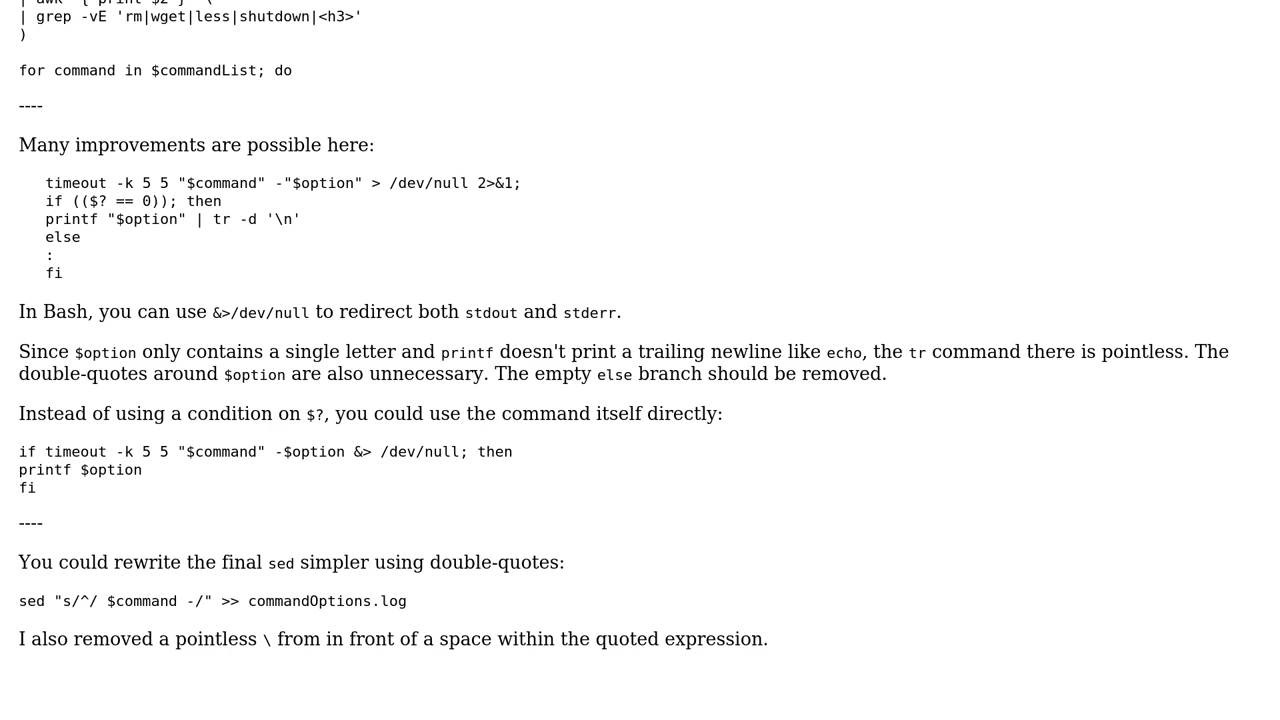 | awk '{ print $2 }' \
| grep -vE 'rm|wget|less|shutdown|<h3>'
)
for command in $commandList; do
----
Many improvements are possible here:
timeout -k 5 5 "$command" -"$option" > /dev/null 2>&1;
if (($? == 0)); then
printf "$option" | tr -d '\n'
else
:
fi
In Bash, you can use &>/dev/null to redirect both stdout and stderr.
Since $option only contains a single letter and printf doesn't print a trailing newline like echo, the tr command there is pointless. The
double-quotes around $option are also unnecessary. The empty else branch should be removed.
Instead of using a condition on $?, you could use the command itself directly:
if timeout -k 5 5 "$command" -$option &> /dev/null; then
printf $option
fi
----
You could rewrite the final sed simpler using double-quotes:
sed "s/^/ $command -/" >> commandOptions.log
I also removed a pointless \ from in front of a space within the quoted expression.